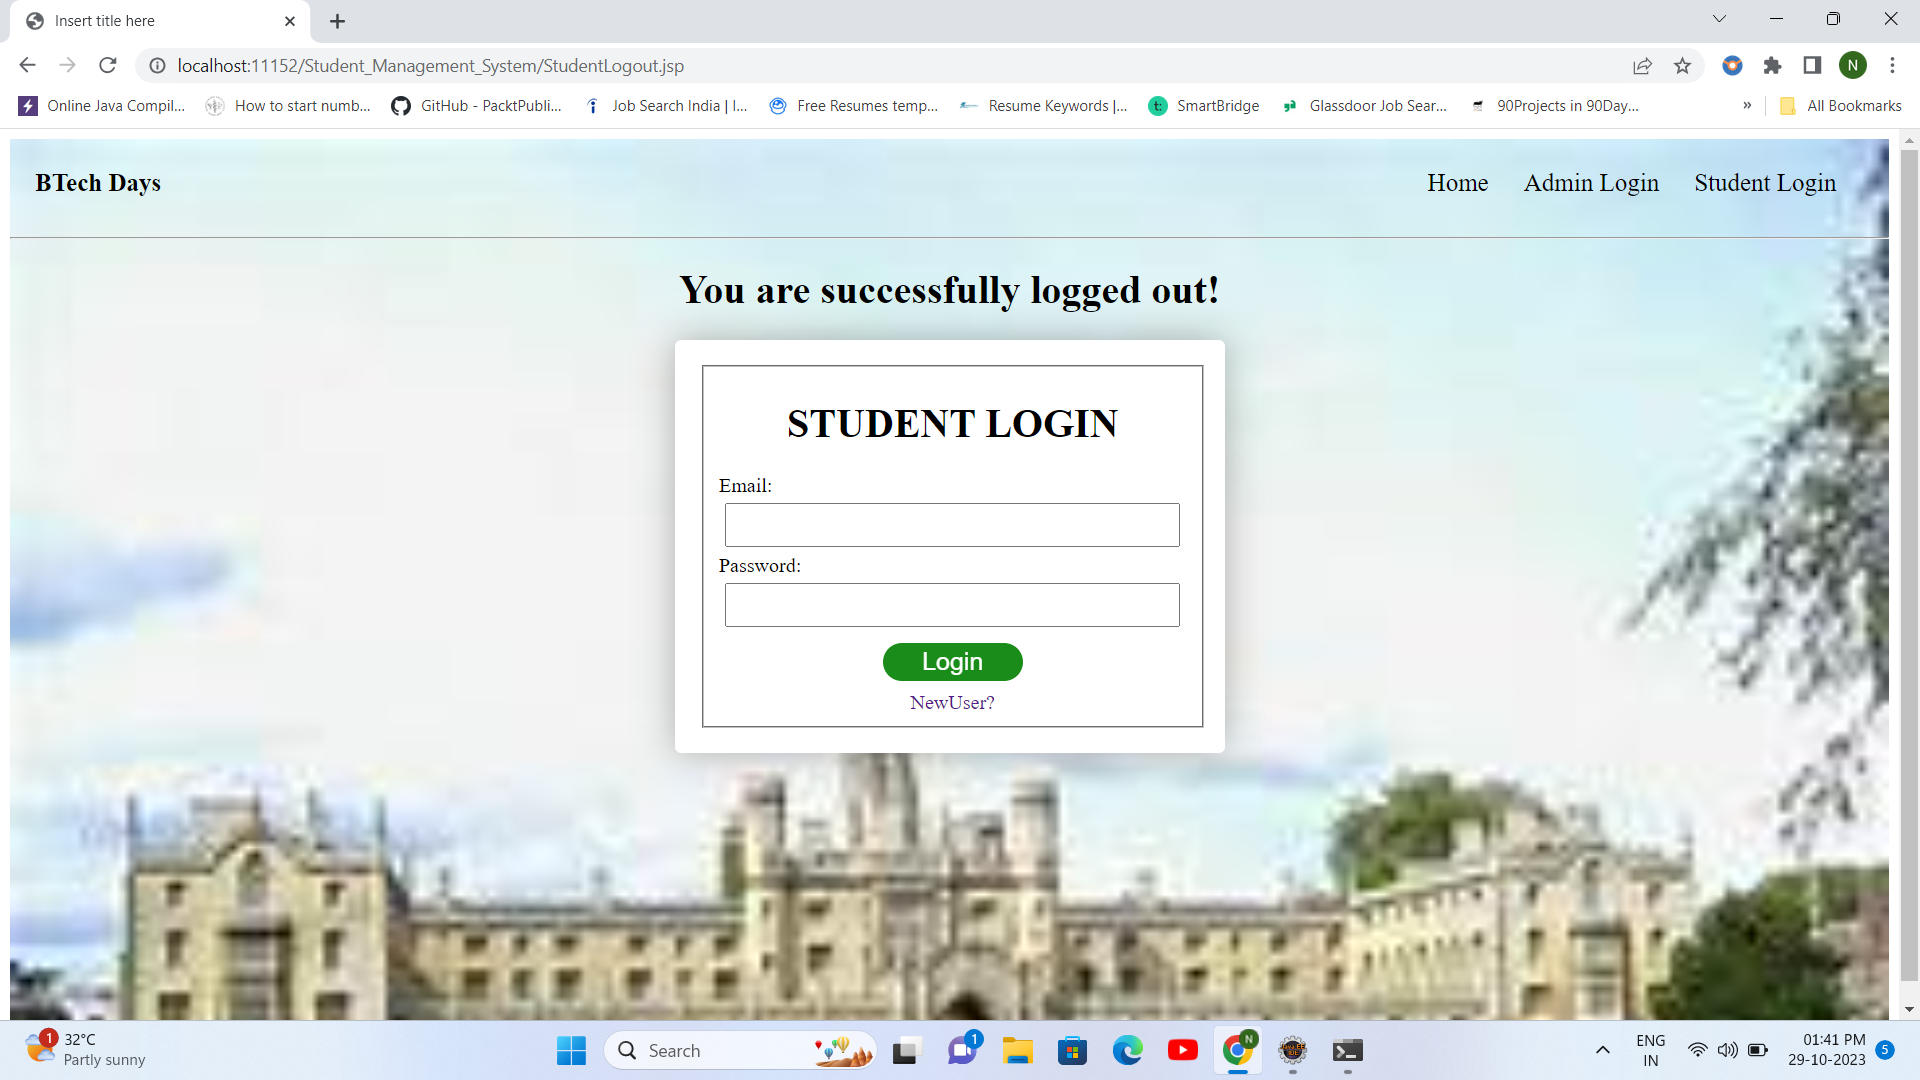 Insert title here
localhost:11152/Student_Management_System/StudentLogout.jsp
N
Online Java Compil...
How to start numb...
GitHub - PacktPubli...
Job Search India | I...
Free Resumes temp...
Resume Keywords |...
t:
SmartBridge
Glassdoor Job Sear...
90Projects in 90Day...
»
All Bookmarks
BTech Days
Home
Admin Login
Student Login
You are successfully logged out!
STUDENT LOGIN
Email:
Password:
Login
NewUser?
1
32°C
Partly sunny
Search
1
N
ENG
IN
01:41 PM
29-10-2023
5